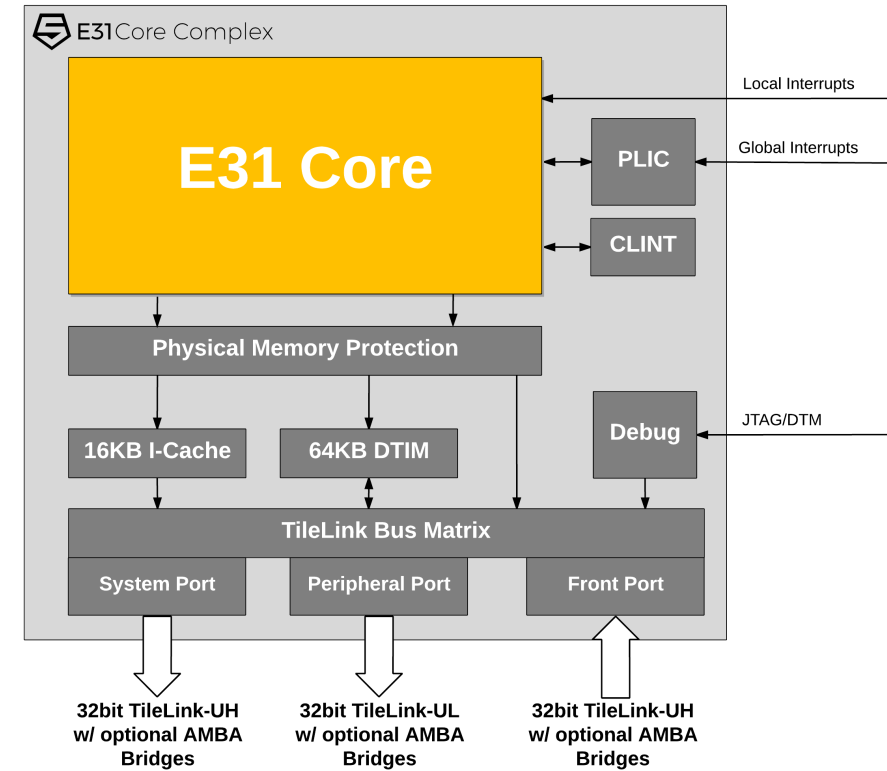 E31 Core Complex
E31 Core
Local Interrupts
PLIC
Global Interrupts
CLINT
Physical Memory Protection
16KB I-Cache
64KB DTIM
Debug
JTAG/DTM
TileLink Bus Matrix
System Port
Peripheral Port
Front Port
32bit TileLink-UH
w/ optional AMBA
Bridges
32bit TileLink-UL
w/ optional AMBA
Bridges
32bit TileLink-UH
w/ optional AMBA
Bridges